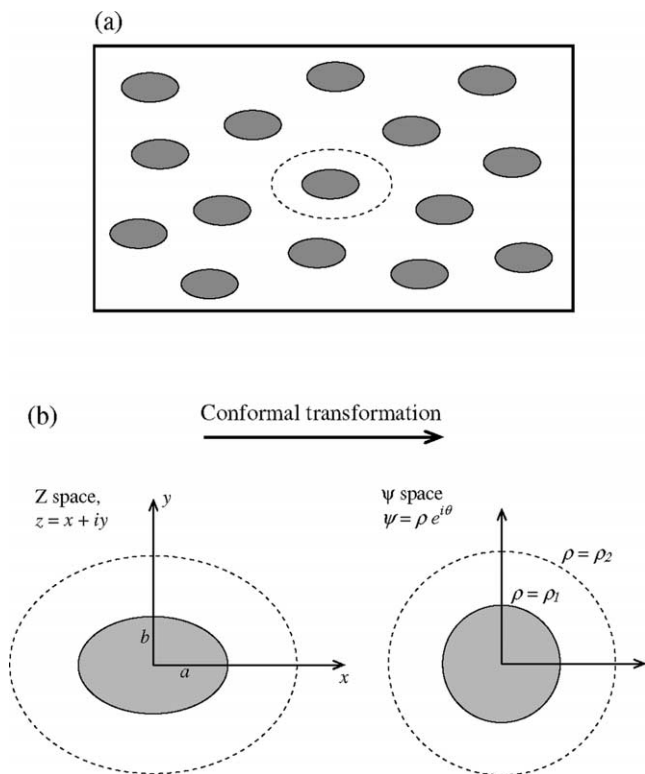 (a)
(b)
Conformal transformation
Z space,
z = x + iy
y
b
a
x
ψ space
ψ = ρ e^{iθ}
ρ = ρ₂
ρ = ρ₁